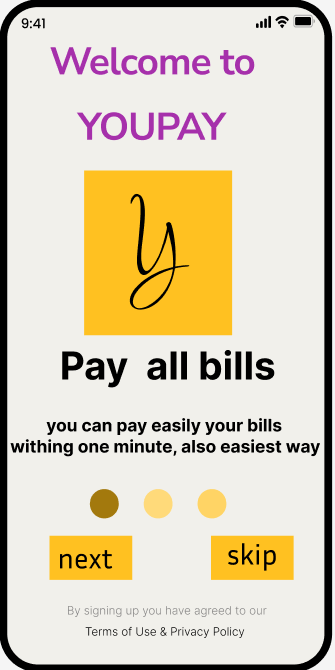 9:41
Welcome to
YOUPAY
y
Pay all bills
you can pay easily your bills
withing one minute, also easiest way
next
skip
By signing up you have agreed to our
Terms of Use & Privacy Policy